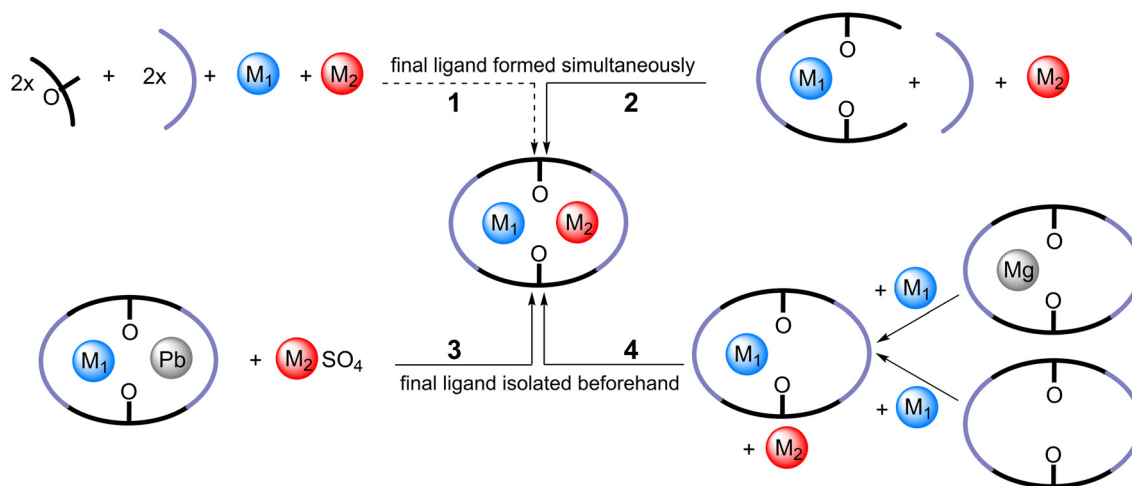 2x
O
+
2x
+
M1
+
M2
final ligand formed simultaneously
1
2
O
M1
O
+
+
M2
O
M1
M2
O
O
M1
Pb
O
+
M2
SO4
3
4
final ligand isolated beforehand
O
M1
O
+
M2
+
M1
+
M1
O
Mg
O
O
O